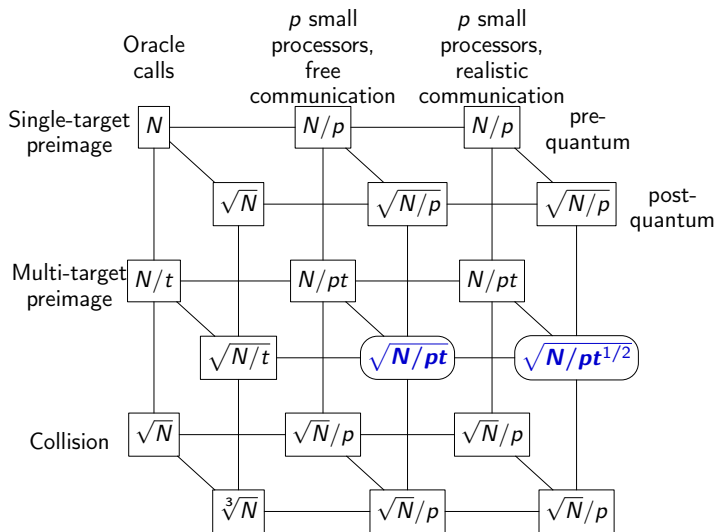 Oracle
calls
p small
processors,
free
communication
p small
processors,
realistic
communication
Single-target
preimage
N
N/p
N/p
pre-
quantum
√N
√N/p
√N/p
post-
quantum
Multi-target
preimage
N/t
N/pt
N/pt
√N/t
√N/pt
√N/pt^1/2
Collision
√N
√N/p
√N/p
∛N
√N/p
√N/p